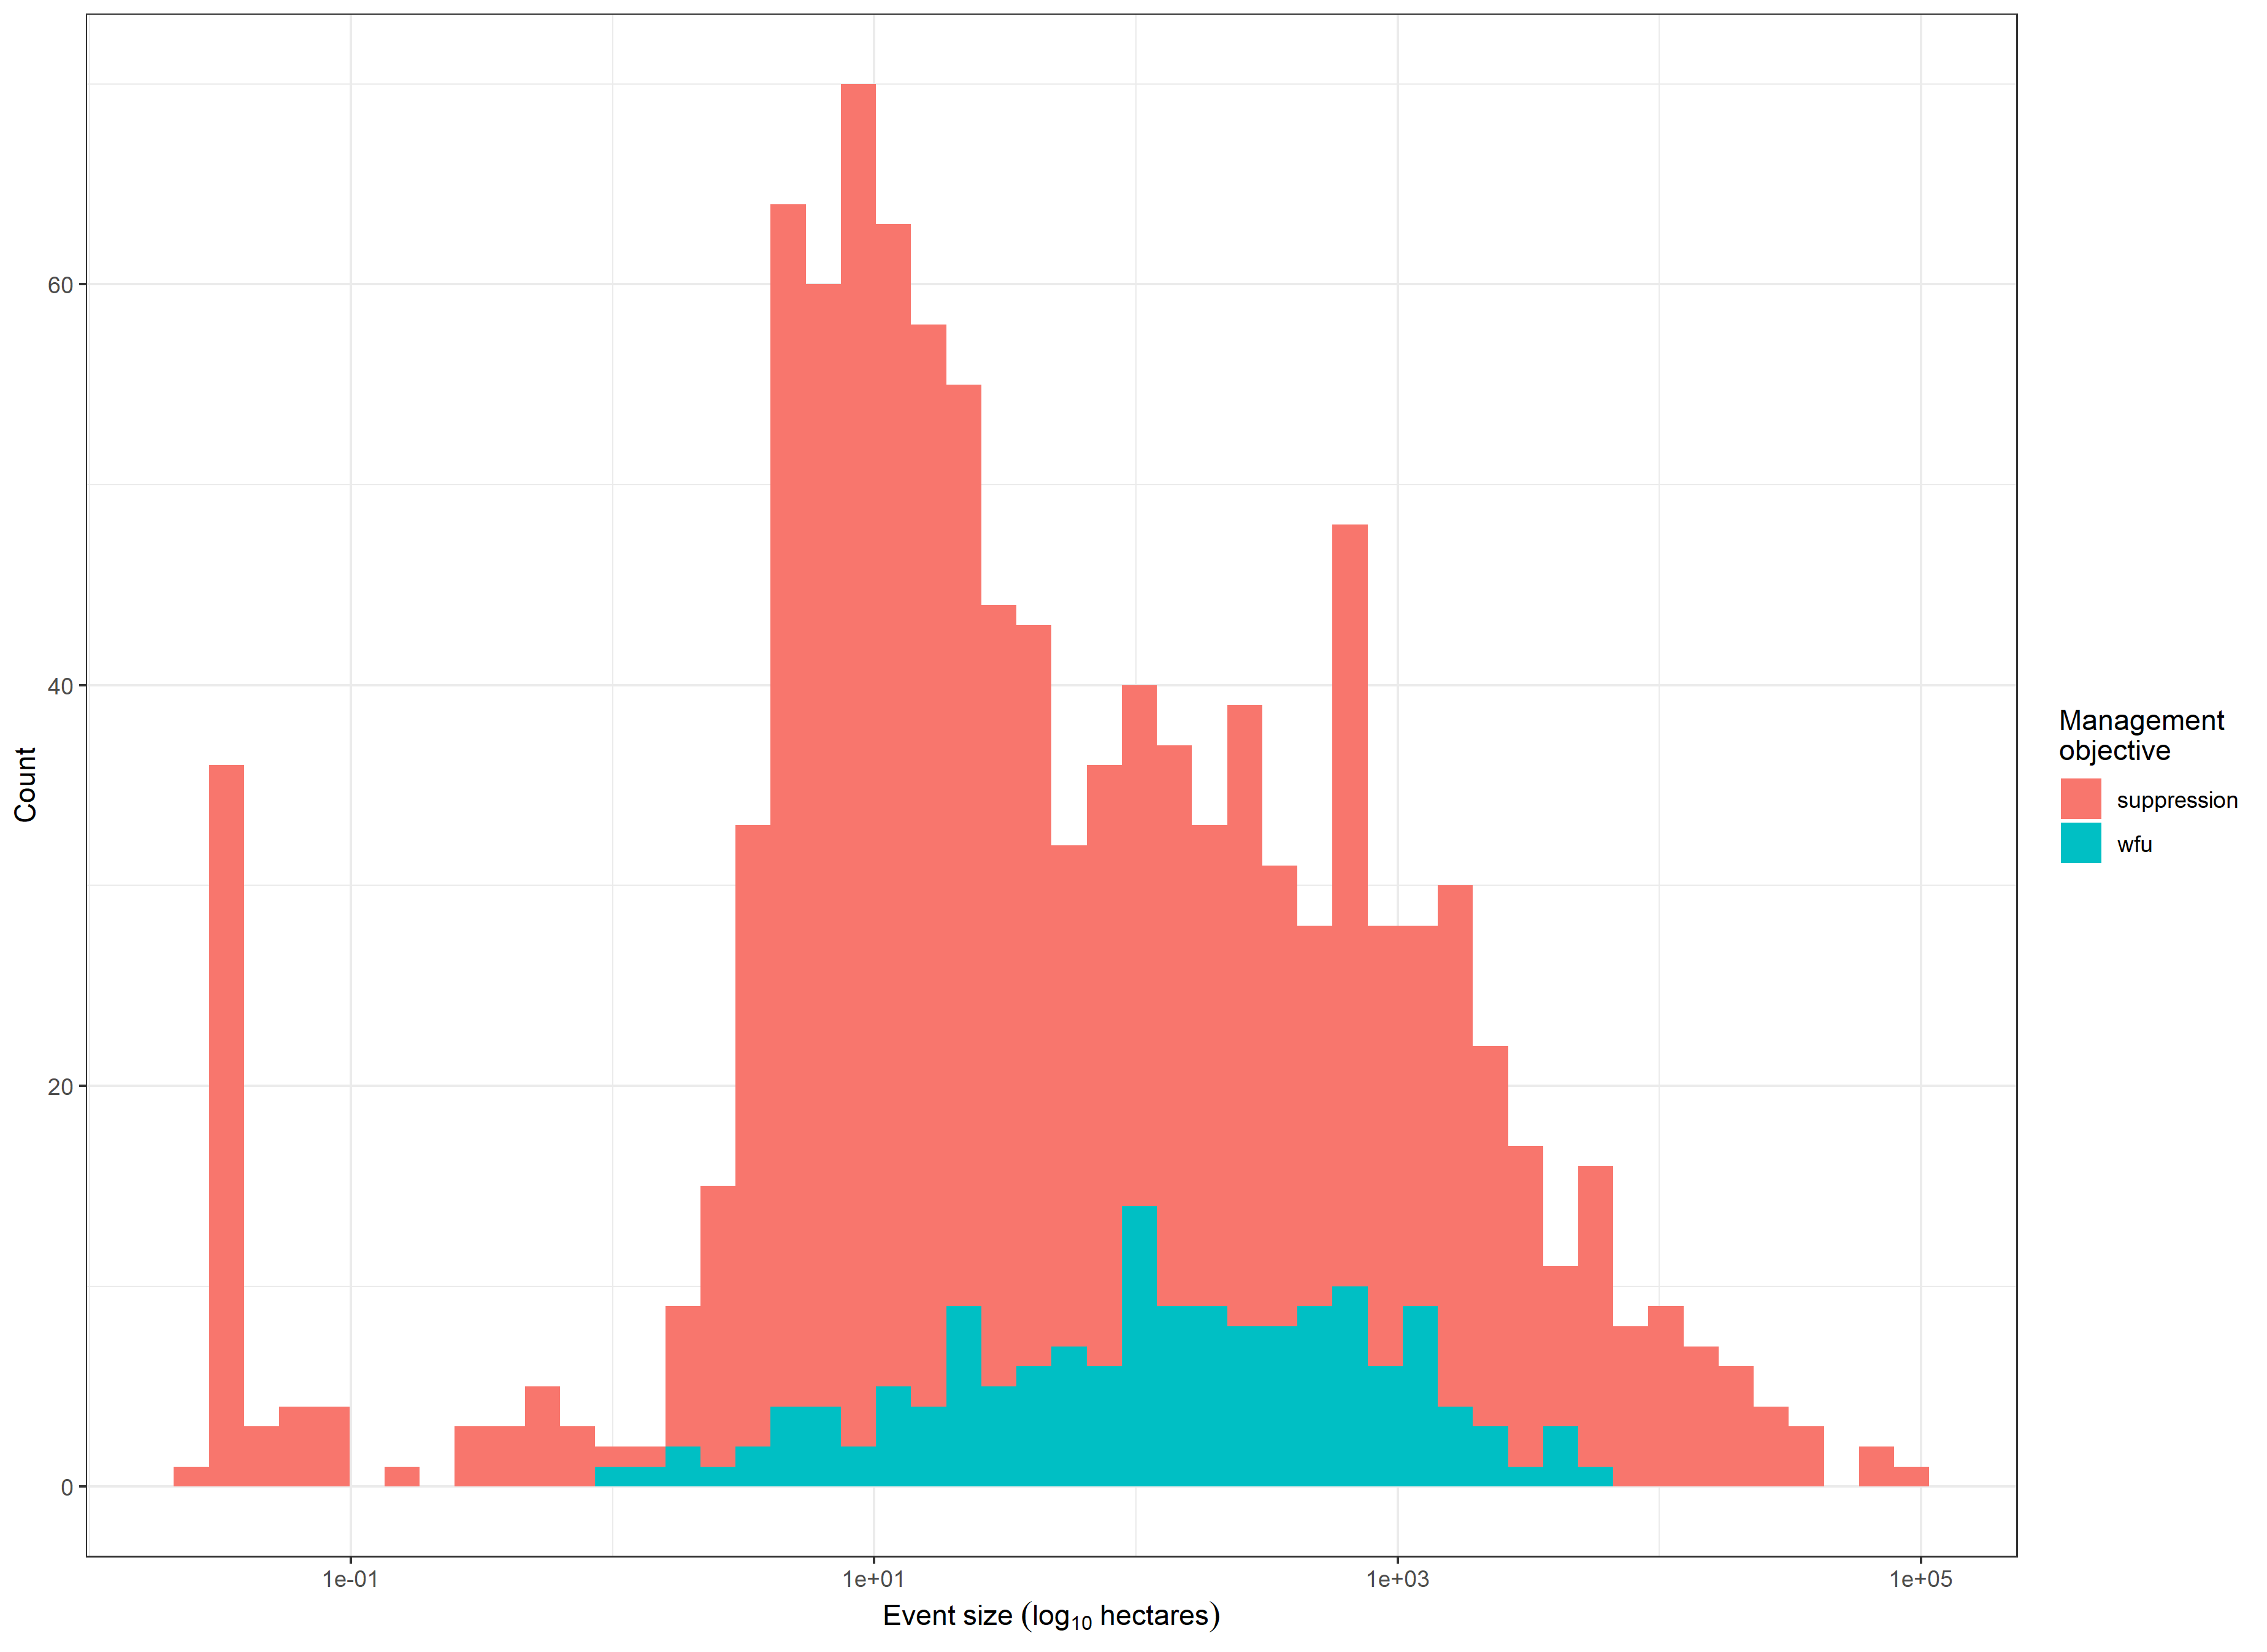 60
40
20
0
Count
1e-01 1e+01 1e+03 1e+05
Event size (log₁₀ hectares)
Management
objective
suppression
wfu